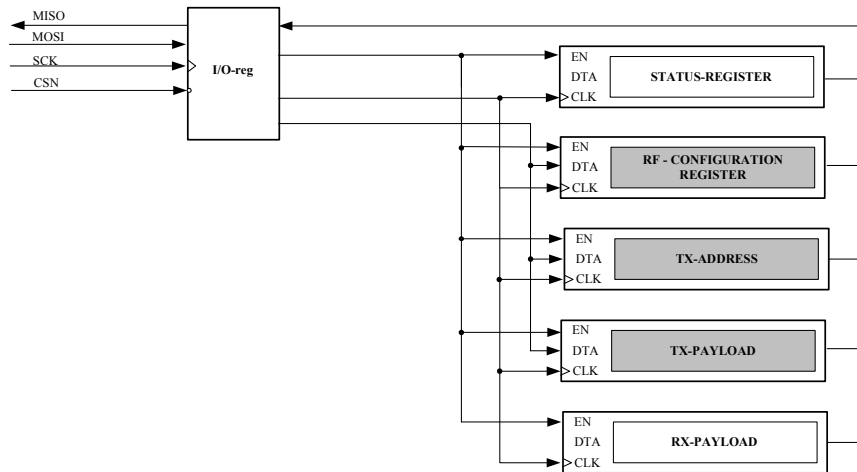 MISO
MOSI
SCK
CSN
I/O-reg
EN
DTA
CLK
STATUS-REGISTER
EN
DTA
CLK
RF - CONFIGURATION
REGISTER
EN
DTA
CLK
TX-ADDRESS
EN
DTA
CLK
TX-PAYLOAD
EN
DTA
CLK
RX-PAYLOAD